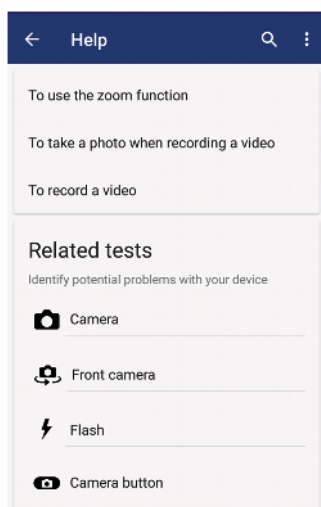 Help
To use the zoom function
To take a photo when recording a video
To record a video
Related tests
Identify potential problems with your device
Camera
Front camera
Flash
Camera button